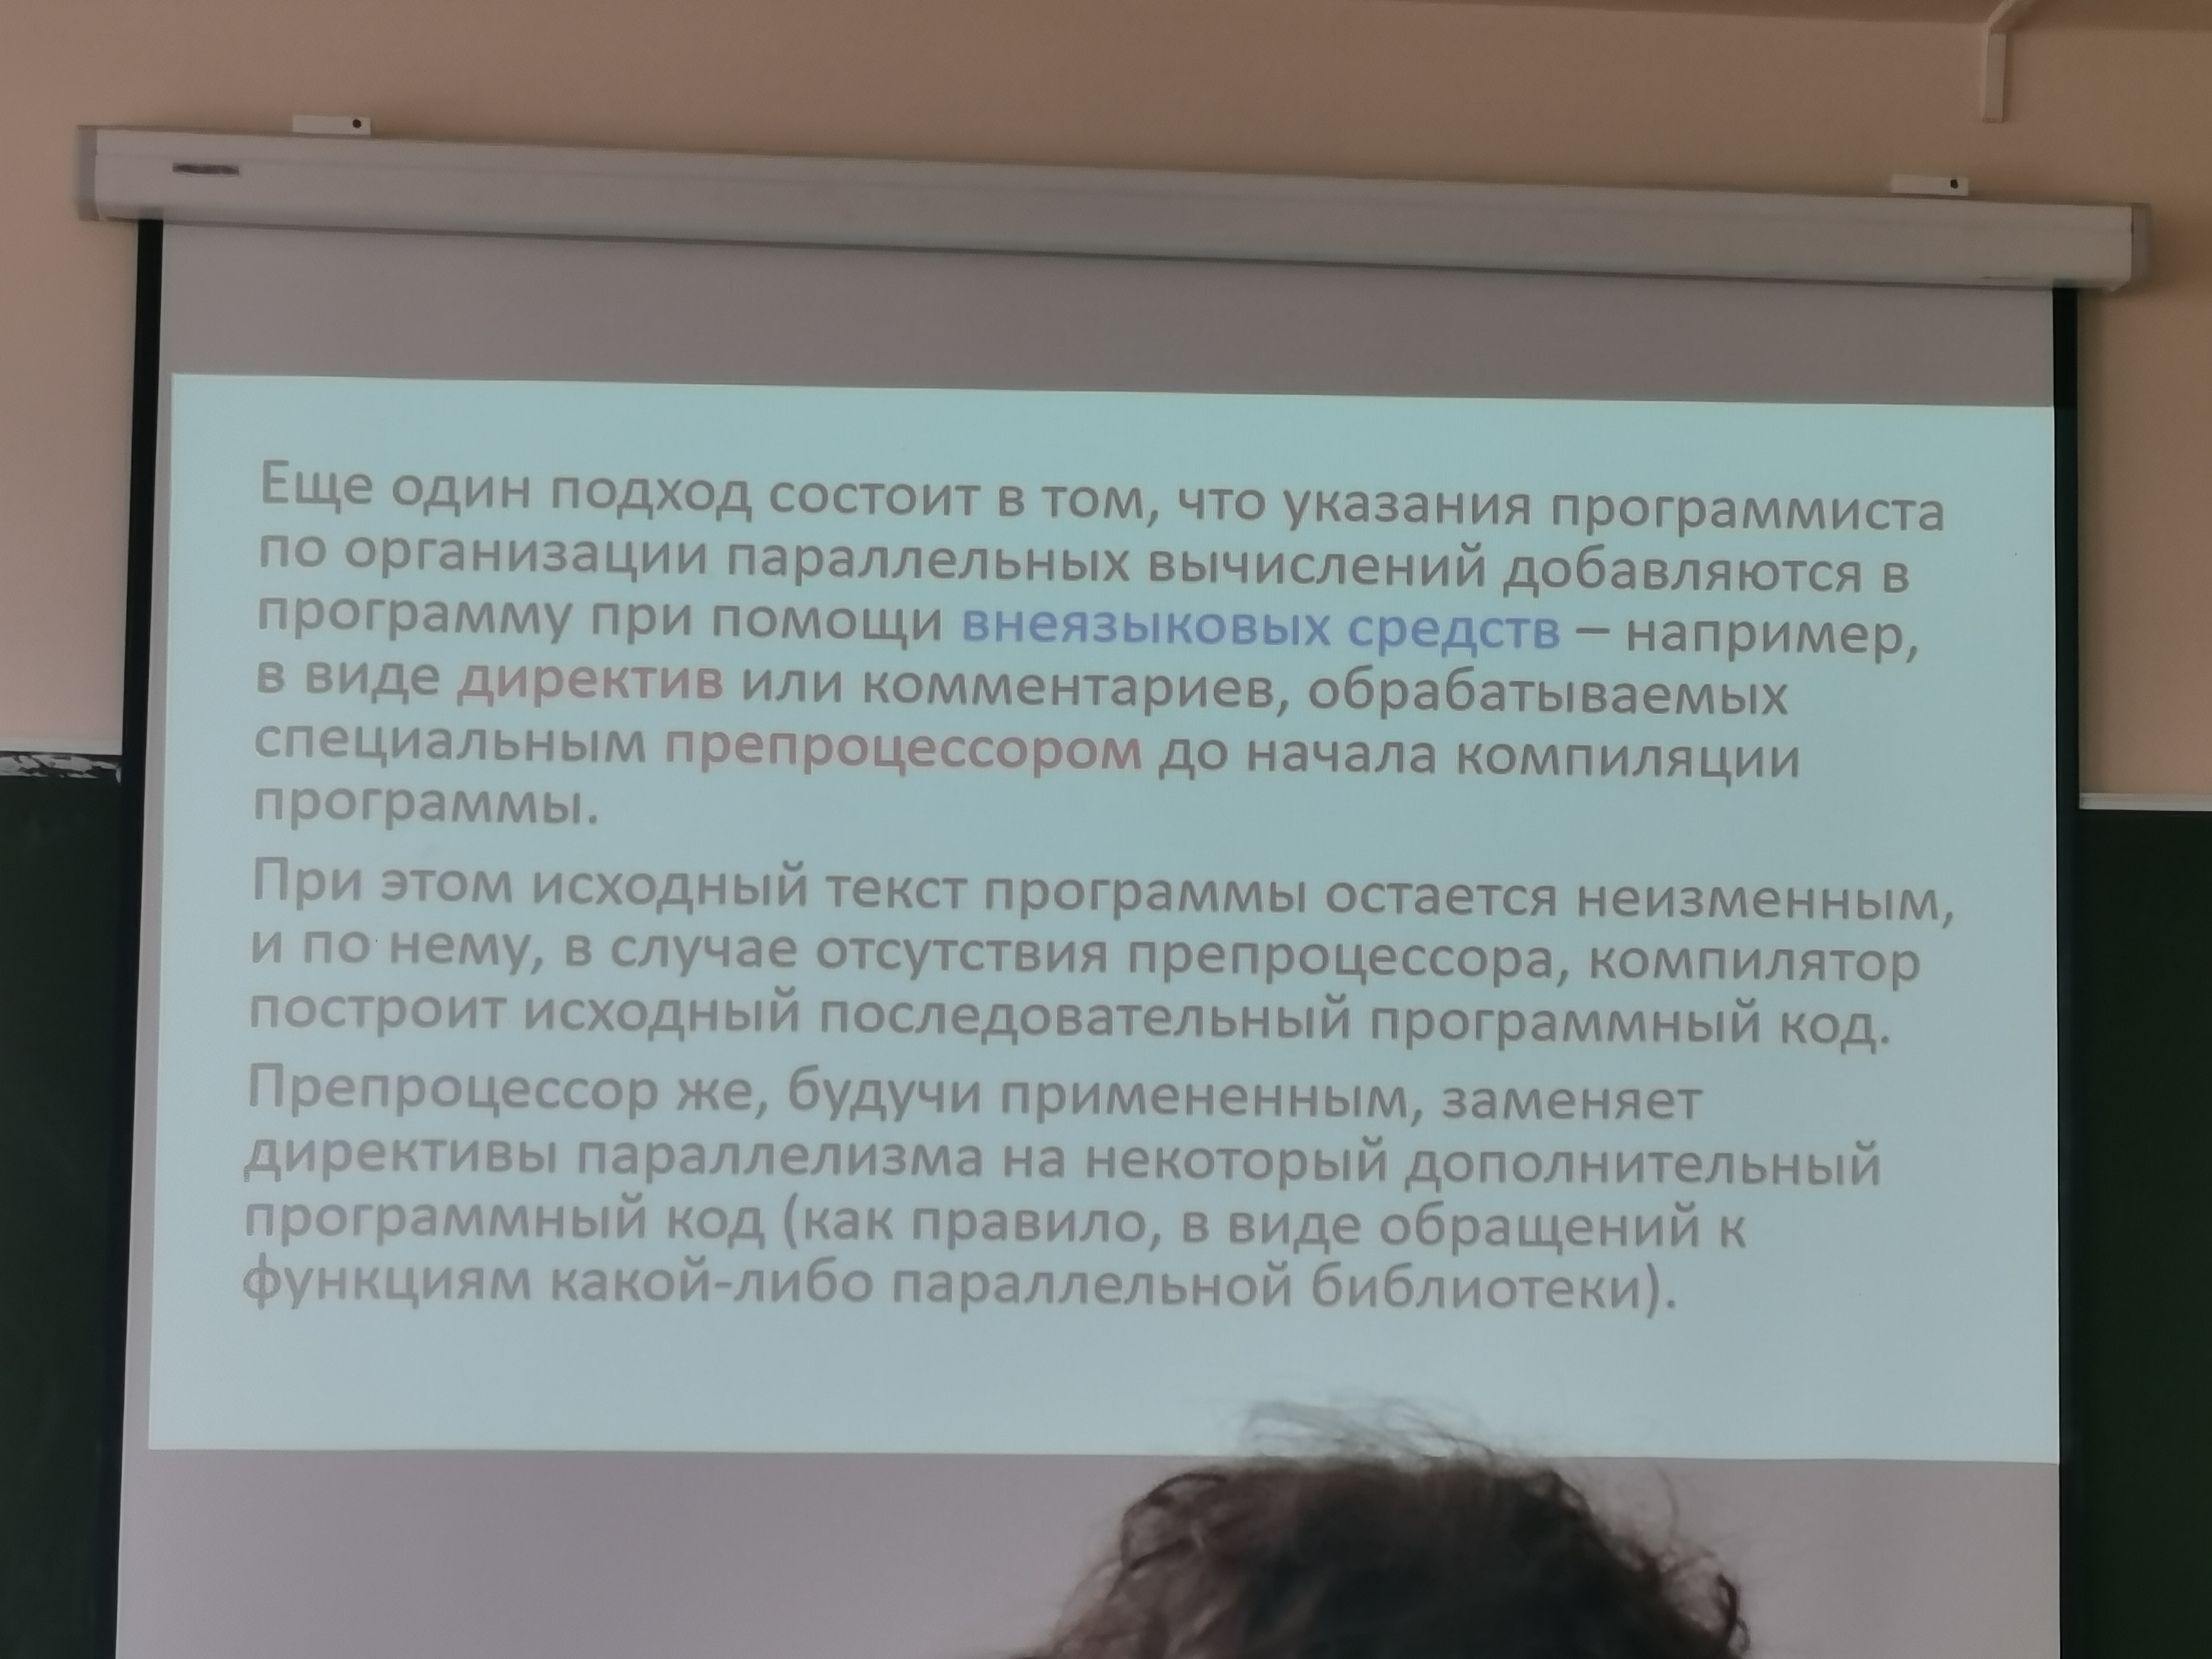 Еще один подход состоит в том, что указания программиста
по организации параллельных вычислений добавляются в
программу при помощи внеязыковых средств – например,
в виде директив или комментариев, обрабатываемых
специальным препроцессором до начала компиляции
программы.
При этом исходный текст программы остается неизменным,
и по нему, в случае отсутствия препроцессора, компилятор
построит исходный последовательный программный код.
Препроцессор же, будучи примененным, заменяет
директивы параллелизма на некоторый дополнительный
программный код (как правило, в виде обращений к
функциям какой-либо параллельной библиотеки).